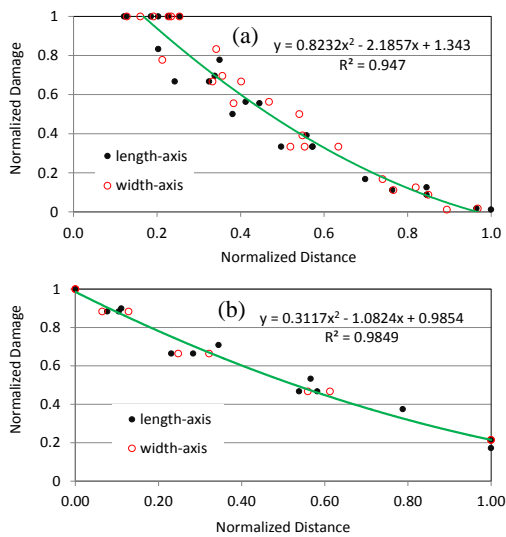 (a)
y = 0.8232x² - 2.1857x + 1.343
R² = 0.947
Normalized Damage
1
0.8
0.6
0.4
0.2
0
length-axis
width-axis
0.0 0.2 0.4 0.6 0.8 1.0
Normalized Distance
(b)
y = 0.3117x² - 1.0824x + 0.9854
R² = 0.9849
Normalized Damage
1
0.8
0.6
0.4
0.2
0
length-axis
width-axis
0.00 0.20 0.40 0.60 0.80 1.00
Normalized Distance